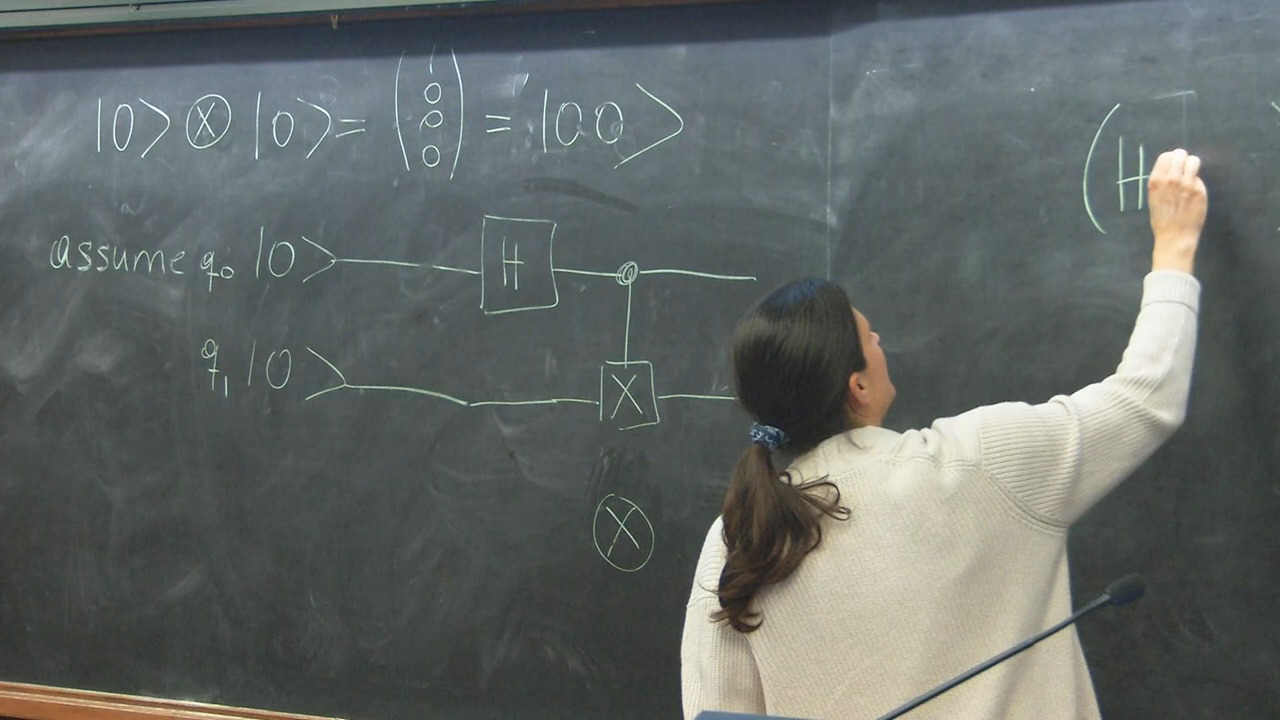 |0> ⊗ |0> = (1 0 0 0) = |00>
(H
assume q₀ |0> H
q₁ |0> X
⊗